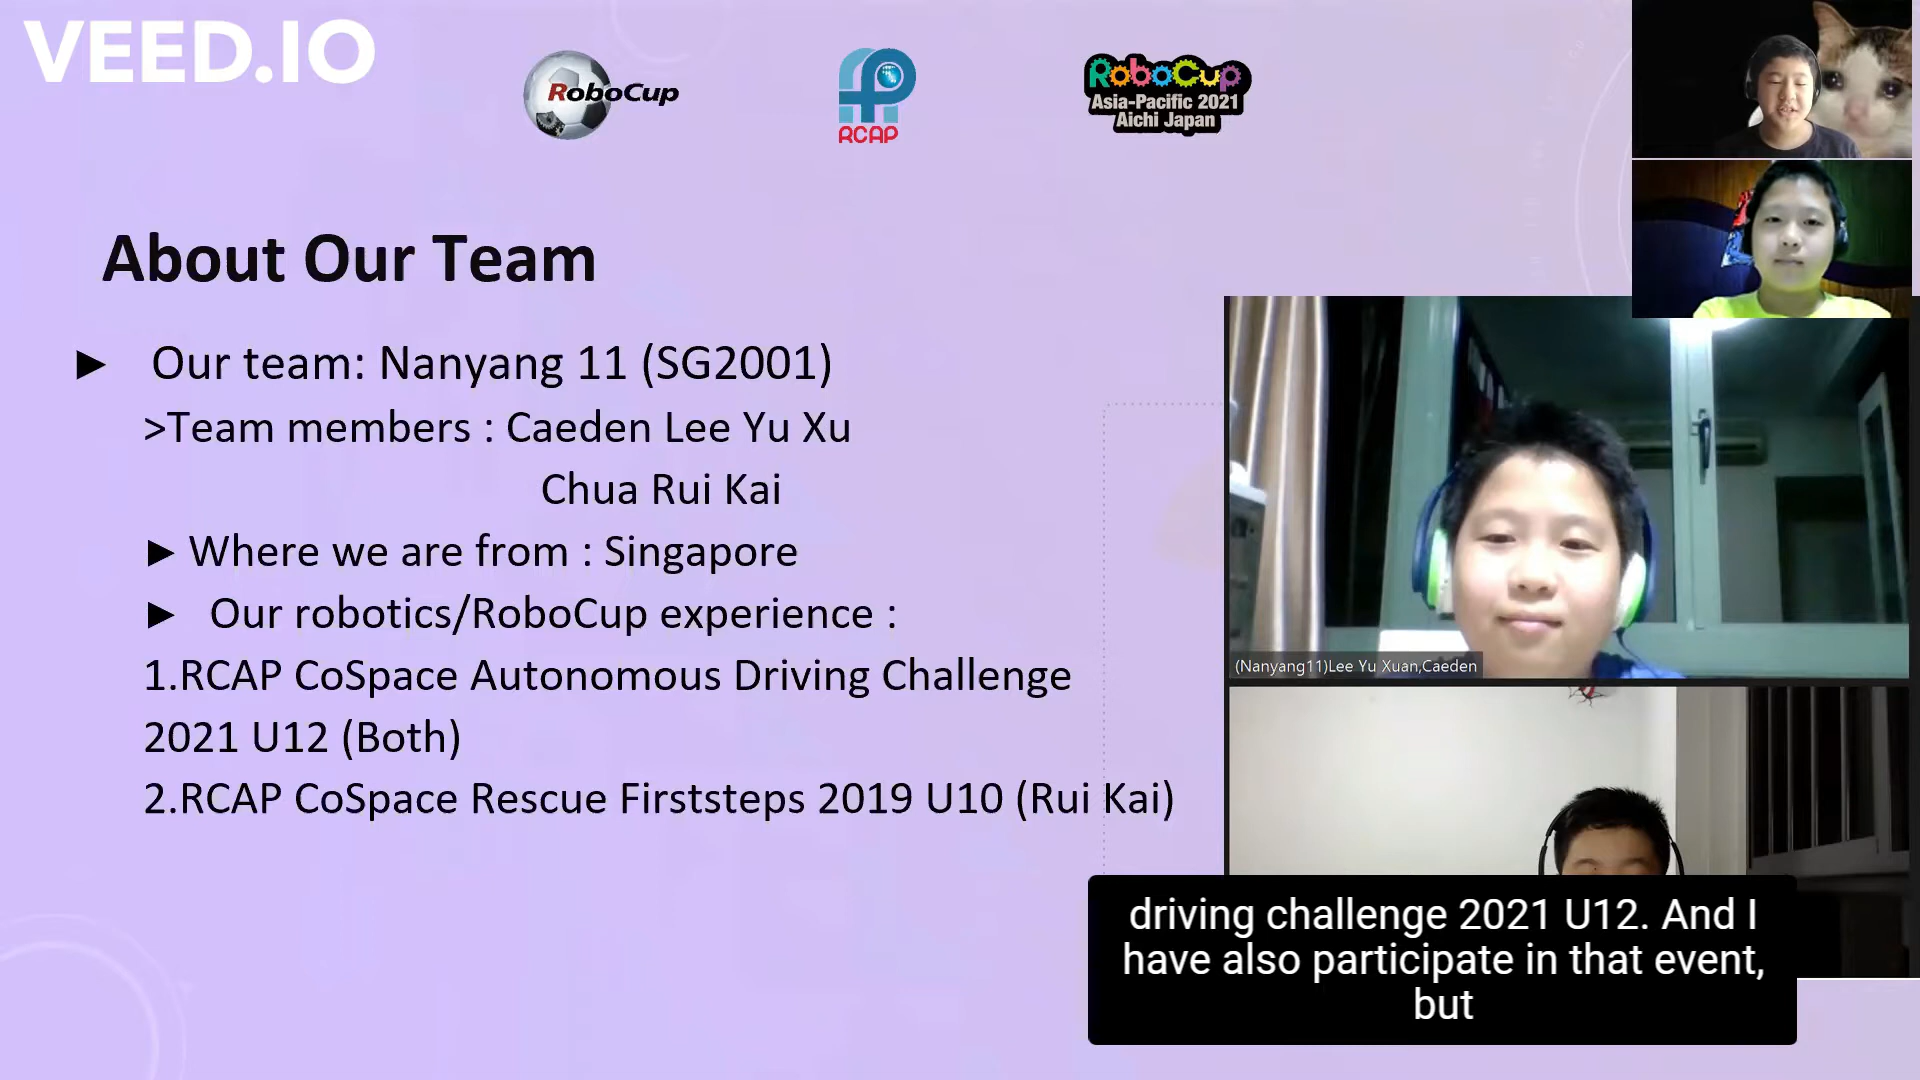 VEED.IO
RoboCup
RCAP
RoboCup
Asia-Pacific 2021
Aichi Japan
About Our Team
► Our team: Nanyang 11 (SG2001)
>Team members : Caeden Lee Yu Xu
Chua Rui Kai
► Where we are from : Singapore
► Our robotics/RoboCup experience :
1.RCAP CoSpace Autonomous Driving Challenge
2021 U12 (Both)
2.RCAP CoSpace Rescue Firststeps 2019 U10 (Rui Kai)
(Nanyang11)Lee Yu Xuan,Caeden
driving challenge 2021 U12. And I
have also participate in that event,
but